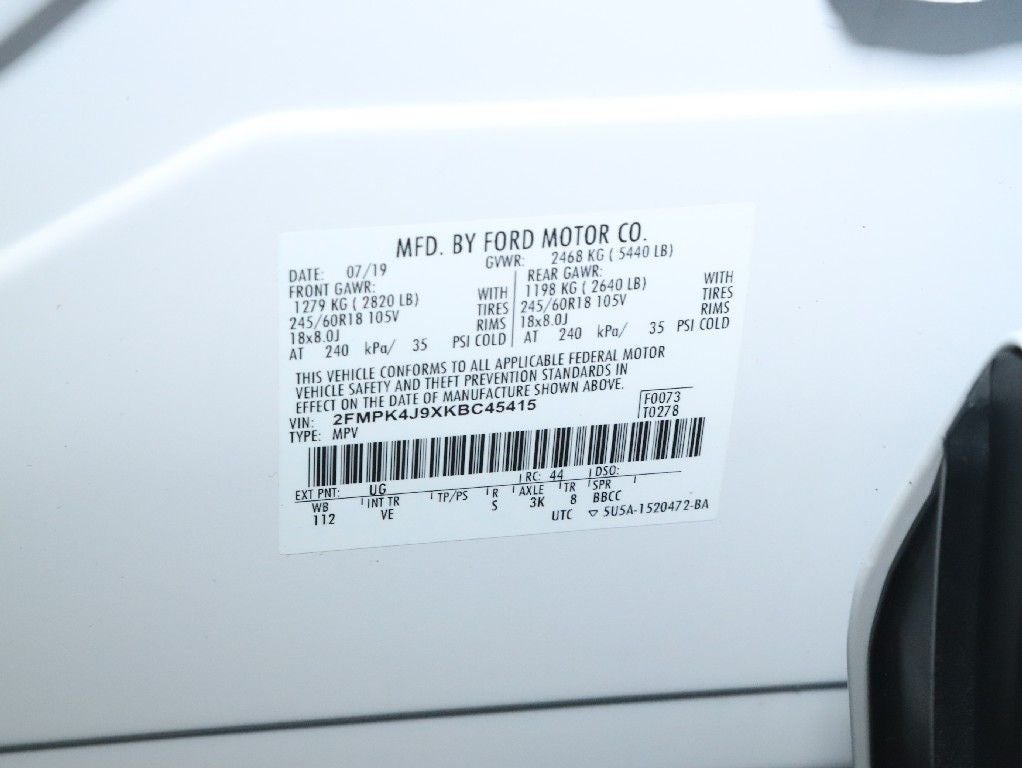 MFD. BY FORD MOTOR CO.
DATE: 07/19 GVWR: 2468 KG ( 5440 LB)
FRONT GAWR: REAR GAWR:
1279 KG ( 2820 LB) WITH 1198 KG ( 2640 LB) WITH
245/60R18 105V TIRES 245/60R18 105V TIRES
18x8.0J RIMS 18x8.0J RIMS
AT 240 kPa/ 35 PSI COLD AT 240 kPa/ 35 PSI COLD
THIS VEHICLE CONFORMS TO ALL APPLICABLE FEDERAL MOTOR
VEHICLE SAFETY AND THEFT PREVENTION STANDARDS IN
EFFECT ON THE DATE OF MANUFACTURE SHOWN ABOVE.
VIN: 2FMPK4J9XKBC45415 F0073
TYPE: MPV T0278
EXT PNT: UG RC: 44 DSO:
WB INT TR TP/PS R AXLE TR SPR
112 VE S 3K 8 BBCC
UTC ▽ 5U5A-1520472-BA